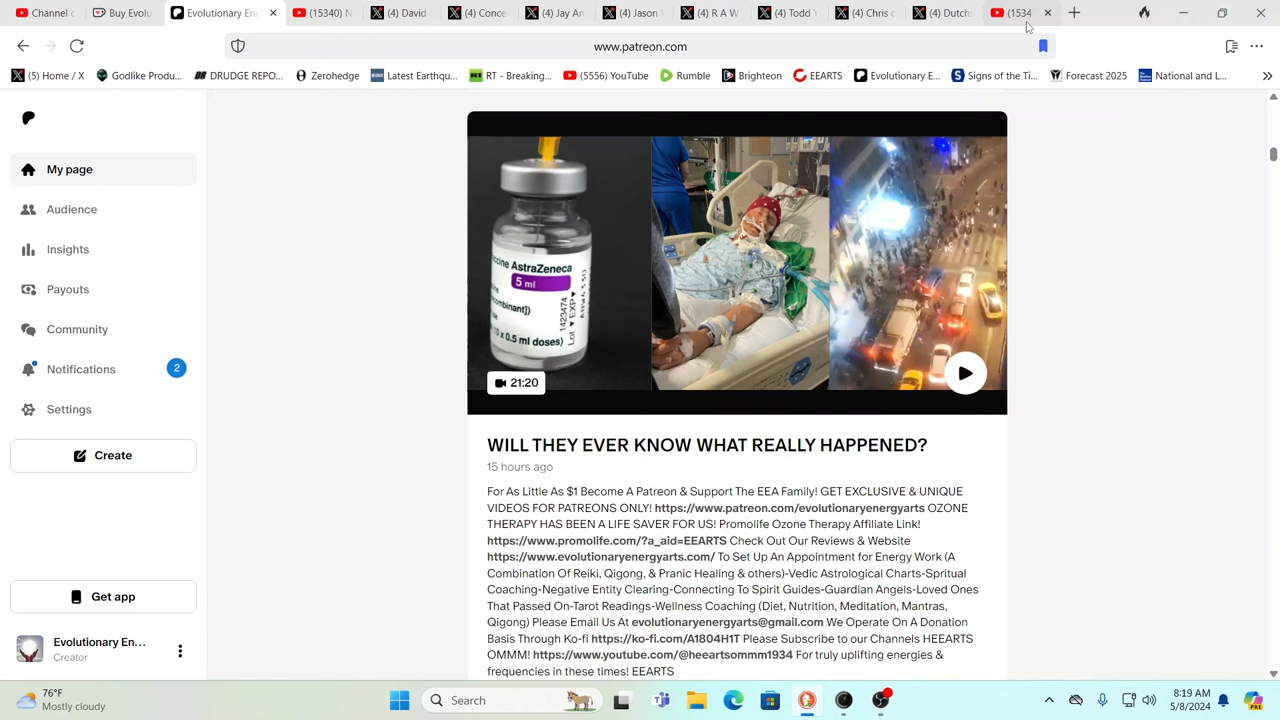 Channel c
Buy Evolu
Evolutionary En
(15340) N
(4) David
(4) Conce
(4) Joe An
(4) Jason
(4) RA W
(4) Todd Y
(4) Chris c
(4) Dutch
(1534
www.patreon.com
(5) Home / X
Godlike Produ...
DRUDGE REPO...
Zerohedge
Latest Earthqu...
RT - Breaking...
(5556) YouTube
Rumble
Brighteon
EEARTS
Evolutionary E...
Signs of the Ti...
Forecast 2025
National and L...
My page
Audience
Insights
Payouts
Community
Notifications
2
Settings
Create
Get app
Evolutionary En...
Creator
ccine AstraZeneca
5 ml
binant])
0 x 0.5 ml doses)
1423474
Lot ▼ EXP▼
21:20
WILL THEY EVER KNOW WHAT REALLY HAPPENED?
15 hours ago
For As Little As $1 Become A Patreon & Support The EEA Family! GET EXCLUSIVE & UNIQUE
VIDEOS FOR PATREONS ONLY! https://www.patreon.com/evolutionaryenergyarts OZONE
THERAPY HAS BEEN A LIFE SAVER FOR US! Promolife Ozone Therapy Affiliate Link!
https://www.promolife.com/?a_aid=EEARTS Check Out Our Reviews & Website
https://www.evolutionaryenergyarts.com/ To Set Up An Appointment for Energy Work (A
Combination Of Reiki, Qigong, & Pranic Healing & others)-Vedic Astrological Charts-Spritual
Coaching-Negative Entity Clearing-Connecting To Spirit Guides-Guardian Angels-Loved Ones
That Passed On-Tarot Readings-Wellness Coaching (Diet, Nutrition, Meditation, Mantras,
Qigong) Please Email Us At evolutionaryenergyarts@gmail.com We Operate On A Donation
Basis Through Ko-fi https://ko-fi.com/A1804H1T Please Subscribe to our Channels HEEARTS
OMMM! https://www.youtube.com/@heeartsommm1934 For truly uplifting energies &
frequencies in these times! EEARTS
76°F
Mostly cloudy
Search
8:19 AM
5/8/2024